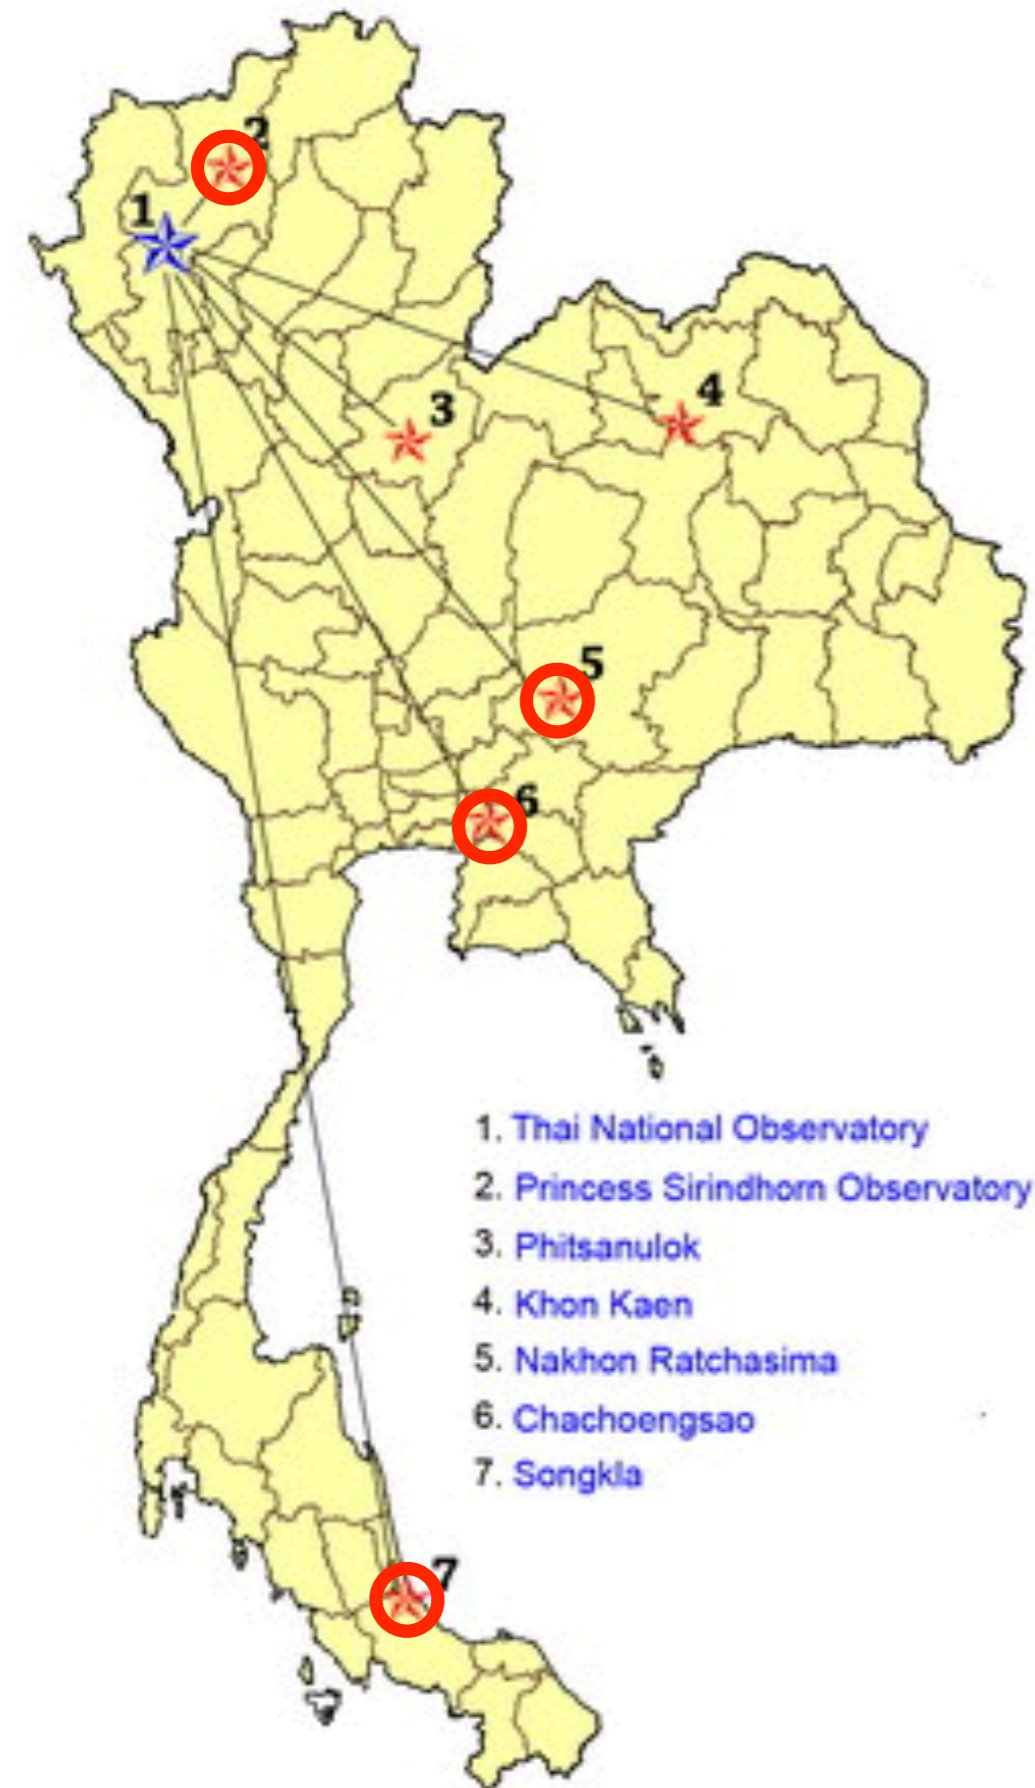 2
1
4
3
5
6
1. Thai National Observatory
2. Princess Sirindhorn Observatory
3. Phitsanulok
4. Khon Kaen
5. Nakhon Ratchasima
6. Chachoengsao
7. Songkla
7